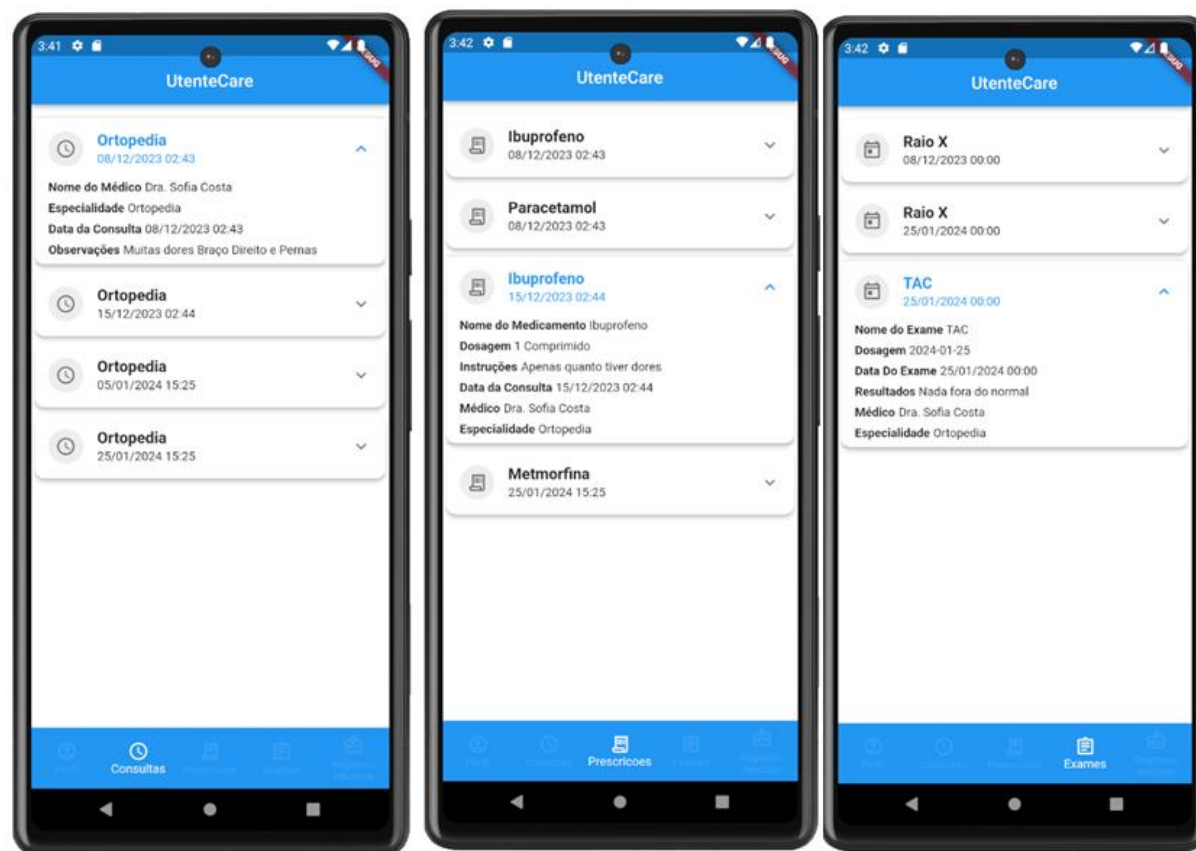 3:41
DEBUG
UtenteCare
Ortopedia
08/12/2023 02:43
Nome do Médico Dra. Sofia Costa
Especialidade Ortopedia
Data da Consulta 08/12/2023 02:43
Observações Muitas dores Braço Direito e Pernas
Ortopedia
15/12/2023 02:44
Ortopedia
05/01/2024 15:25
Ortopedia
25/01/2024 15:25
Consultas
3:42
DEBUG
UtenteCare
Ibuprofeno
08/12/2023 02:43
Paracetamol
08/12/2023 02:43
Ibuprofeno
15/12/2023 02:44
Nome do Medicamento Ibuprofeno
Dosagem 1 Comprimido
Instruções Apenas quanto tiver dores
Data da Consulta 15/12/2023 02:44
Médico Dra. Sofia Costa
Especialidade Ortopedia
Metmorfina
25/01/2024 15:25
Prescricoes
3:42
DEBUG
UtenteCare
Raio X
08/12/2023 00:00
Raio X
25/01/2024 00:00
TAC
25/01/2024 00:00
Nome do Exame TAC
Dosagem 2024-01-25
Data Do Exame 25/01/2024 00:00
Resultados Nada fora do normal
Médico Dra. Sofia Costa
Especialidade Ortopedia
Exames